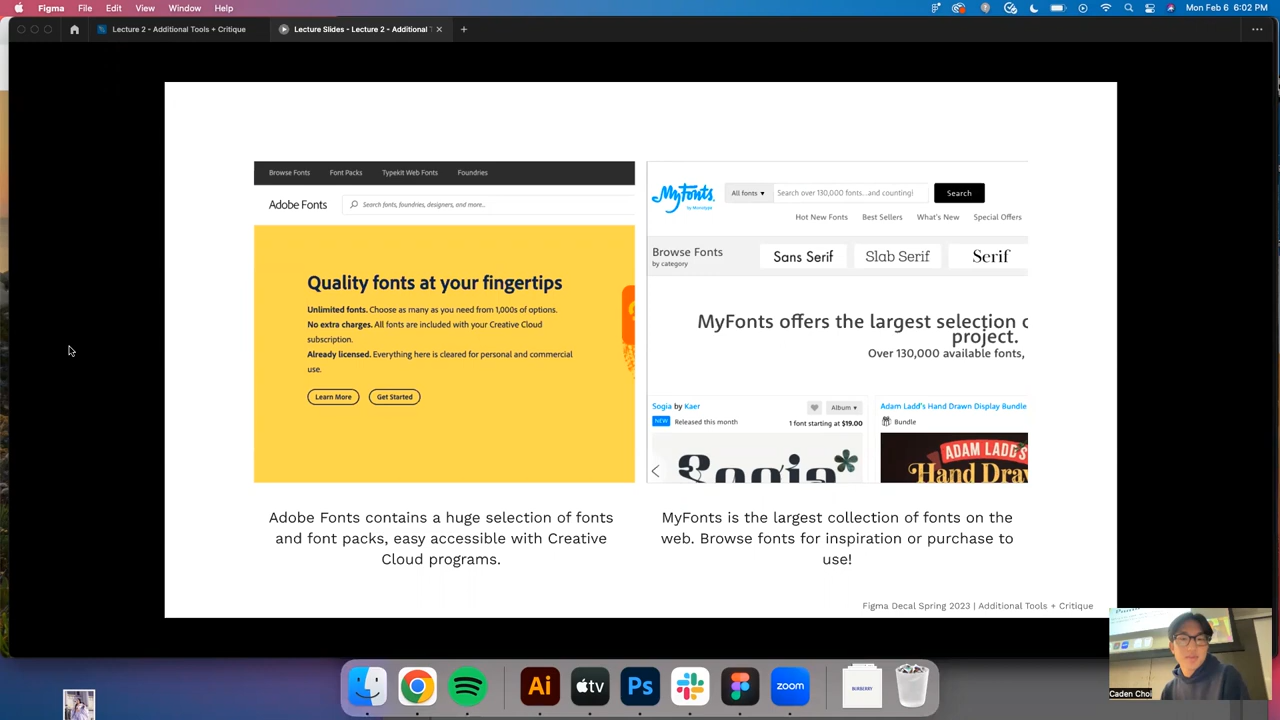 Figma File Edit View Window Help Mon Feb 6 6:02 PM
Lecture 2 - Additional Tools + Critique
Lecture Slides - Lecture 2 - Additional
Browse Fonts Font Packs Typekit Web Fonts Foundries
Adobe Fonts Search fonts, foundries, designers, and more...
Quality fonts at your fingertips
Unlimited fonts. Choose as many as you need from 1,000s of options.
No extra charges. All fonts are included with your Creative Cloud
subscription.
Already licensed. Everything here is cleared for personal and commercial
use.
Learn More Get Started
MyFonts
by Monotype
All fonts ▾ Search over 130,000 fonts...and counting! Search
Hot New Fonts Best Sellers What's New Special Offers
Browse Fonts
by category
Sans Serif Slab Serif Serif
MyFonts offers the largest selection
project.
Over 130,000 available fonts,
Sogia by Kaer Album ▾
NEW Released this month 1 font starting at $19.00
Sogia
Adam Ladd's Hand Drawn Display Bundle
Bundle
ADAM LADD'S
Adobe Fonts contains a huge selection of fonts
and font packs, easy accessible with Creative
Cloud programs.
MyFonts is the largest collection of fonts on the
web. Browse fonts for inspiration or purchase to
use!
Figma Decal Spring 2023 | Additional Tools + Critique
Caden Choi
Ai tv Ps zoom BURBERRY